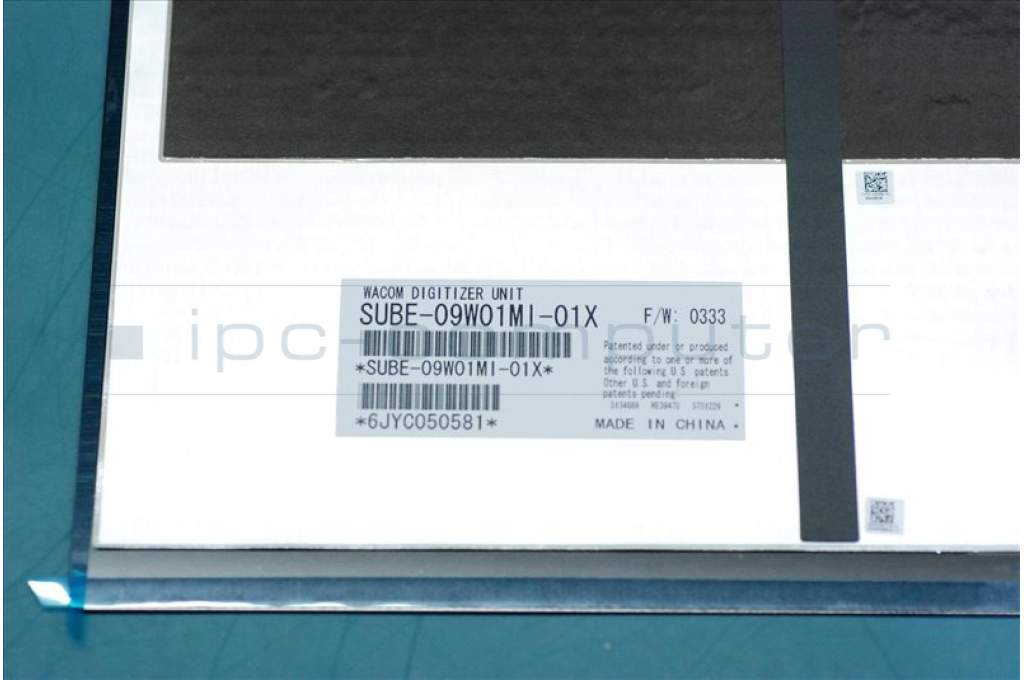 WACOM DIGITIZER UNIT
SUBE-09W01MI-01X
F/W: 0333
*SUBE-09W01MI-01X*
*6JYC050581*
Patented under or produced
according to one or more of
the following U.S. patents.
Other U.S. and foreign
patents pending
MADE IN CHINA
ipc-computer